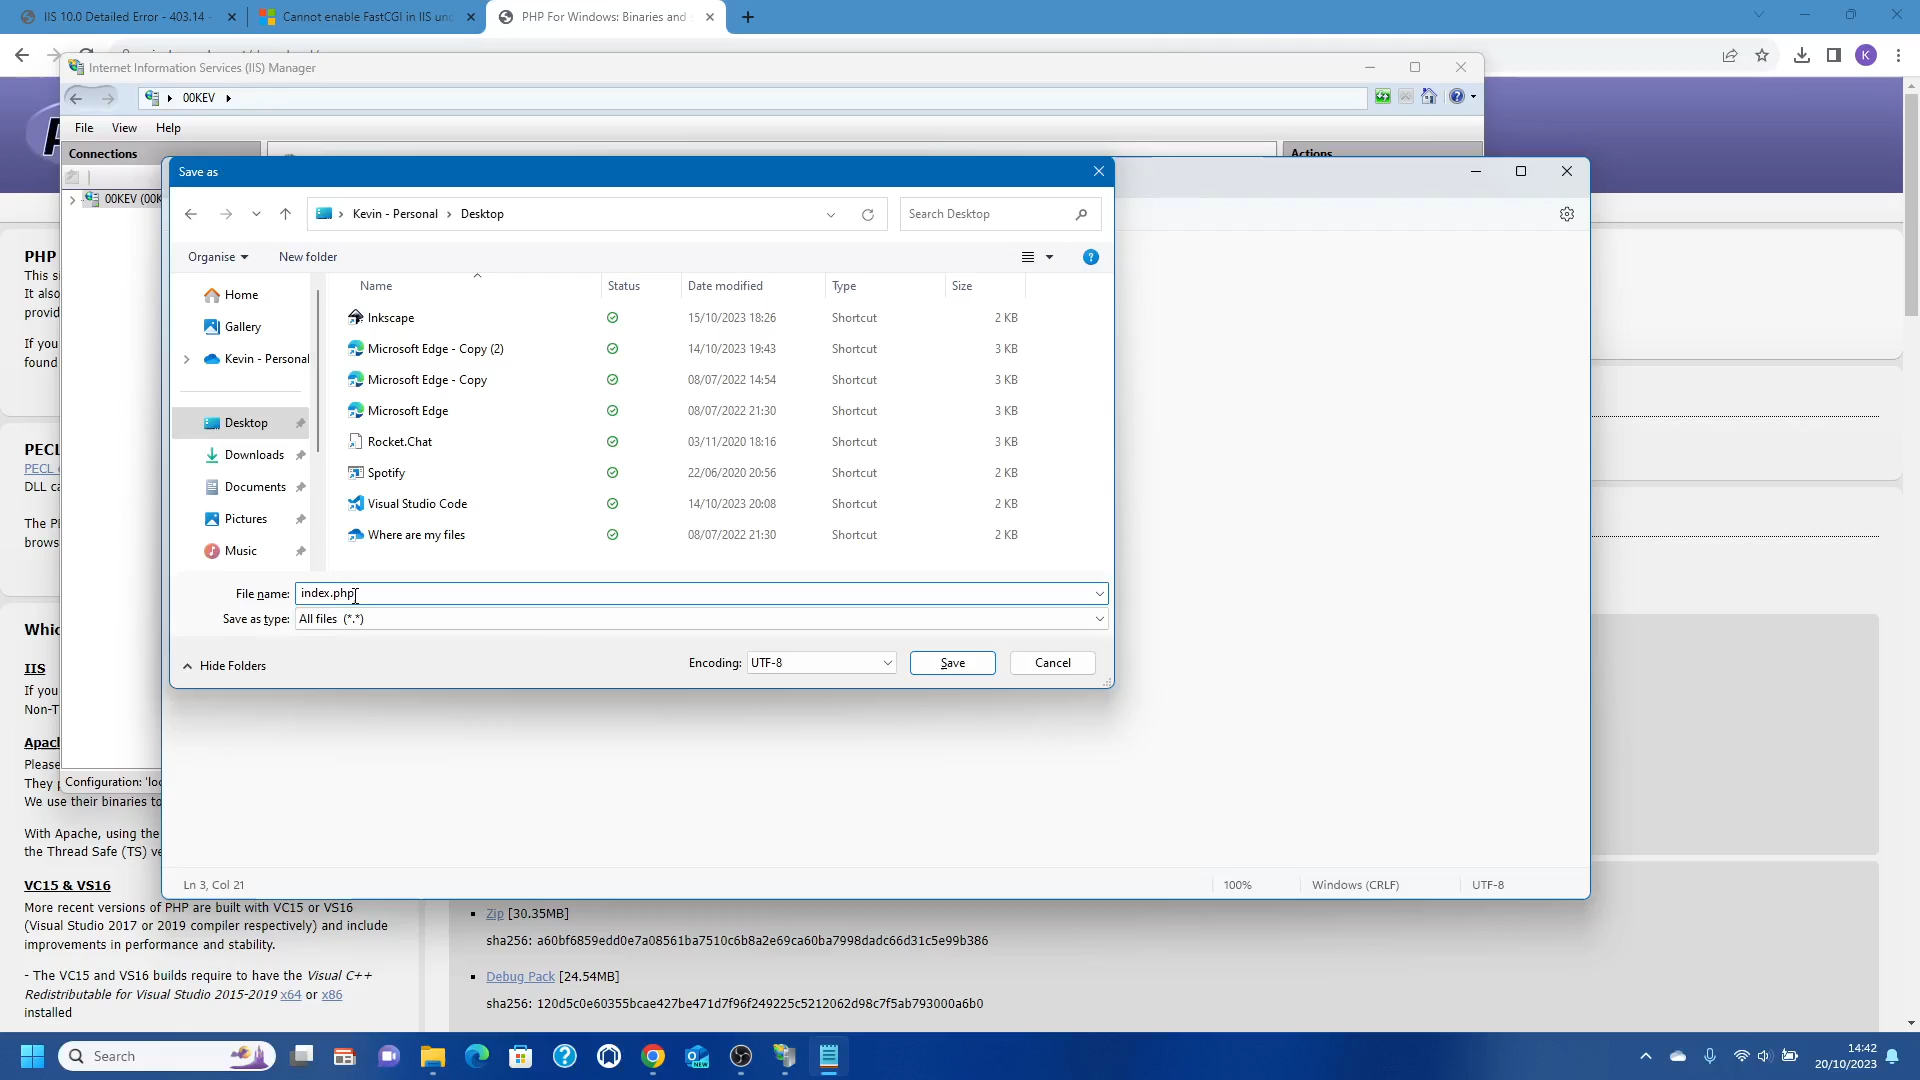 IIS 10.0 Detailed Error - 403.14 -
Cannot enable FastCGI in IIS und
PHP For Windows: Binaries and
K
Internet Information Services (IIS) Manager
00KEV
File View Help
Connections
Actions
00KEV (00K
Save as
Kevin - Personal > Desktop
Search Desktop
Organise
New folder
Name Status Date modified Type Size
Home
Gallery
Kevin - Personal
Desktop
Downloads
Documents
Pictures
Music
Inkscape 15/10/2023 18:26 Shortcut 2 KB
Microsoft Edge - Copy (2) 14/10/2023 19:43 Shortcut 3 KB
Microsoft Edge - Copy 08/07/2022 14:54 Shortcut 3 KB
Microsoft Edge 08/07/2022 21:30 Shortcut 3 KB
Rocket.Chat 03/11/2020 18:16 Shortcut 3 KB
Spotify 22/06/2020 20:56 Shortcut 2 KB
Visual Studio Code 14/10/2023 20:08 Shortcut 2 KB
Where are my files 08/07/2022 21:30 Shortcut 2 KB
File name: index.php
Save as type: All files (*.*)
Hide Folders
Encoding: UTF-8
Save
Cancel
Ln 3, Col 21
100%
Windows (CRLF)
UTF-8
Configuration: 'loc
PHP
This si
It also
provid
If you
found
PECL
PECL
DLL ca
The PE
brows
Whic
IIS
If you
Non-T
Apach
Please
They p
We use their binaries to
With Apache, using the
the Thread Safe (TS) ve
VC15 & VS16
More recent versions of PHP are built with VC15 or VS16
(Visual Studio 2017 or 2019 compiler respectively) and include
improvements in performance and stability.
- The VC15 and VS16 builds require to have the Visual C++
Redistributable for Visual Studio 2015-2019 x64 or x86
installed
Zip [30.35MB]
sha256: a60bf6859edd0e7a08561ba7510c6b8a2e69ca60ba7998dadc66d31c5e99b386
Debug Pack [24.54MB]
sha256: 120d5c0e60355bcae427be471d7f96f249225c5212062d98c7f5ab793000a6b0
Search
14:42
20/10/2023